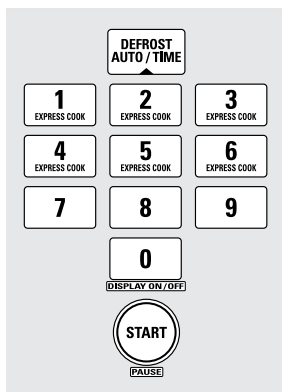 DEFROST
AUTO / TIME
1 2 3
EXPRESS COOK EXPRESS COOK EXPRESS COOK
4 5 6
EXPRESS COOK EXPRESS COOK EXPRESS COOK
7 8 9
0
DISPLAY ON/OFF
START
PAUSE